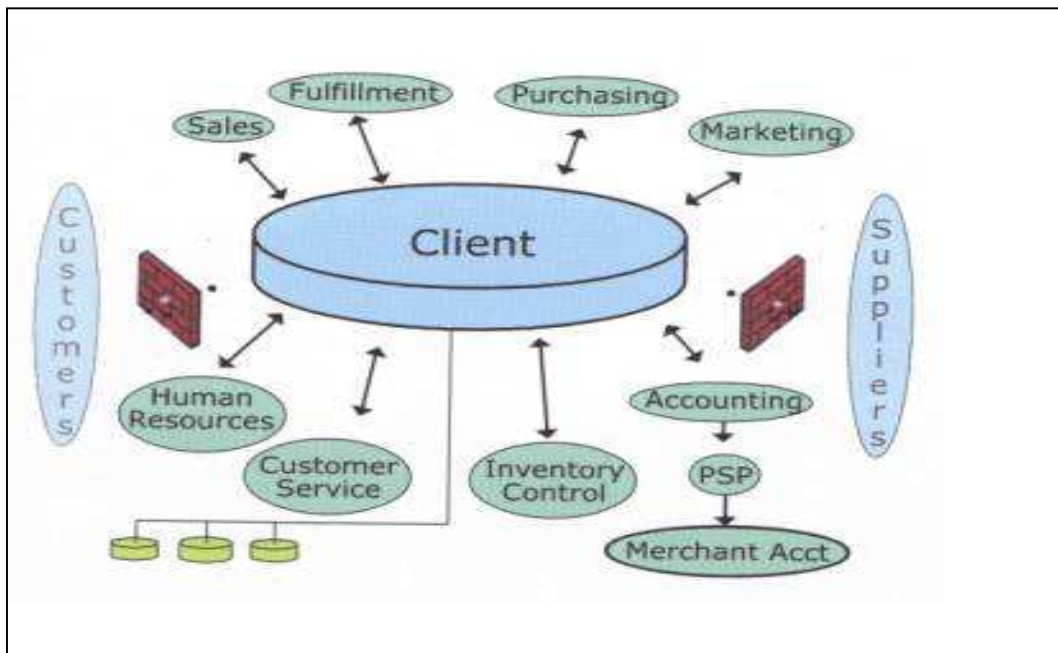 Fulfillment
Purchasing
Sales
Marketing
Customers
Client
Suppliers
Human
Resources
Accounting
Customer
Service
Inventory
Control
PSP
Merchant Acct